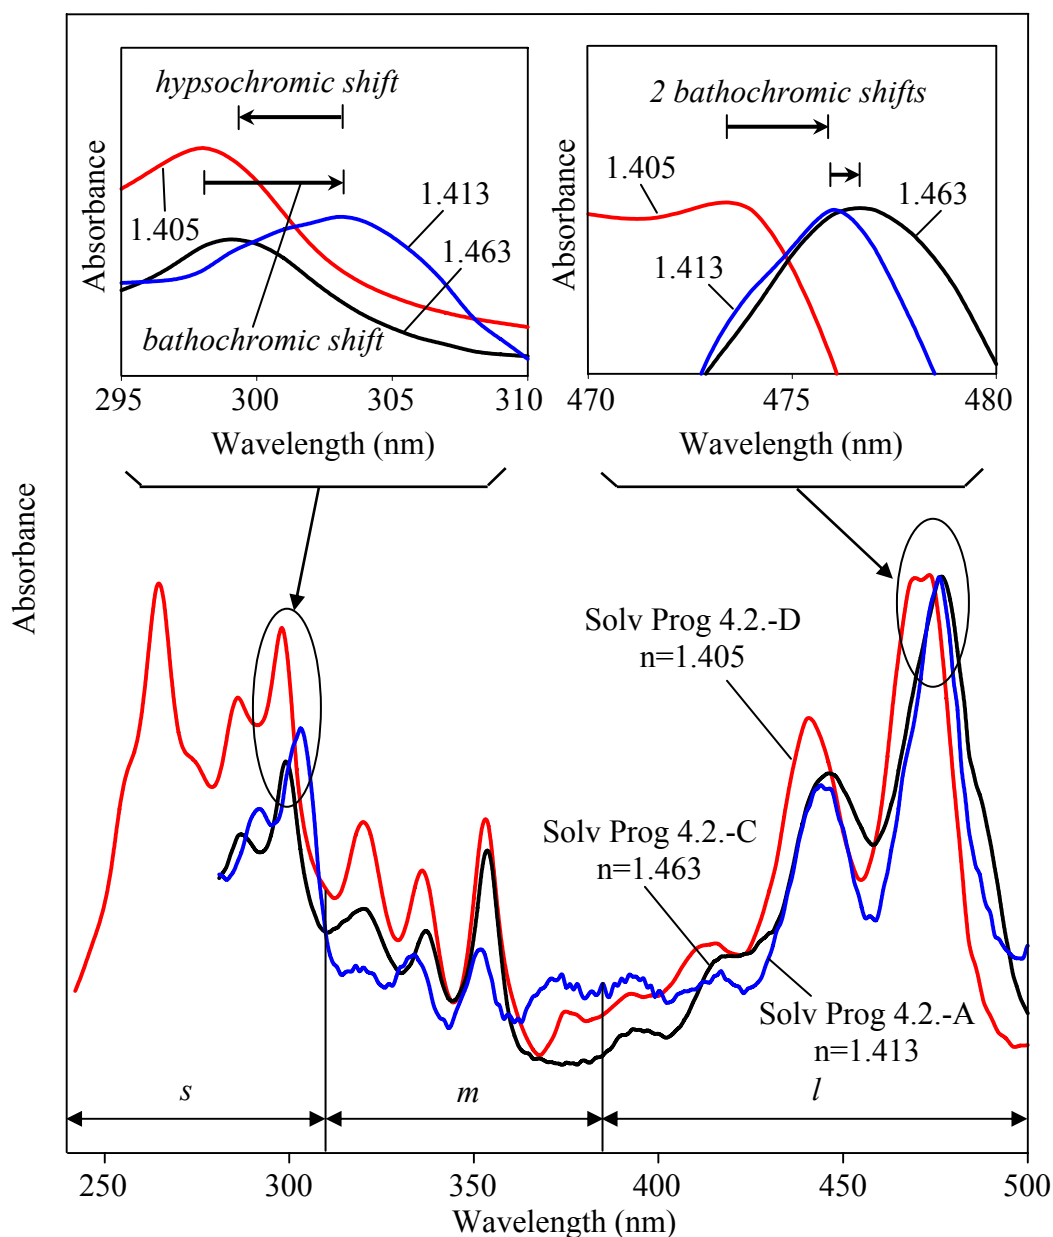 hypsochromic shift
1.405
1.413
1.463
bathochromic shift
Absorbance
295
300
305
310
Wavelength (nm)
2 bathochromic shifts
1.405
1.463
1.413
Absorbance
470
475
480
Wavelength (nm)
Absorbance
Solv Prog 4.2.-D
n=1.405
Solv Prog 4.2.-C
n=1.463
Solv Prog 4.2.-A
n=1.413
s
m
l
250
300
350
400
450
500
Wavelength (nm)